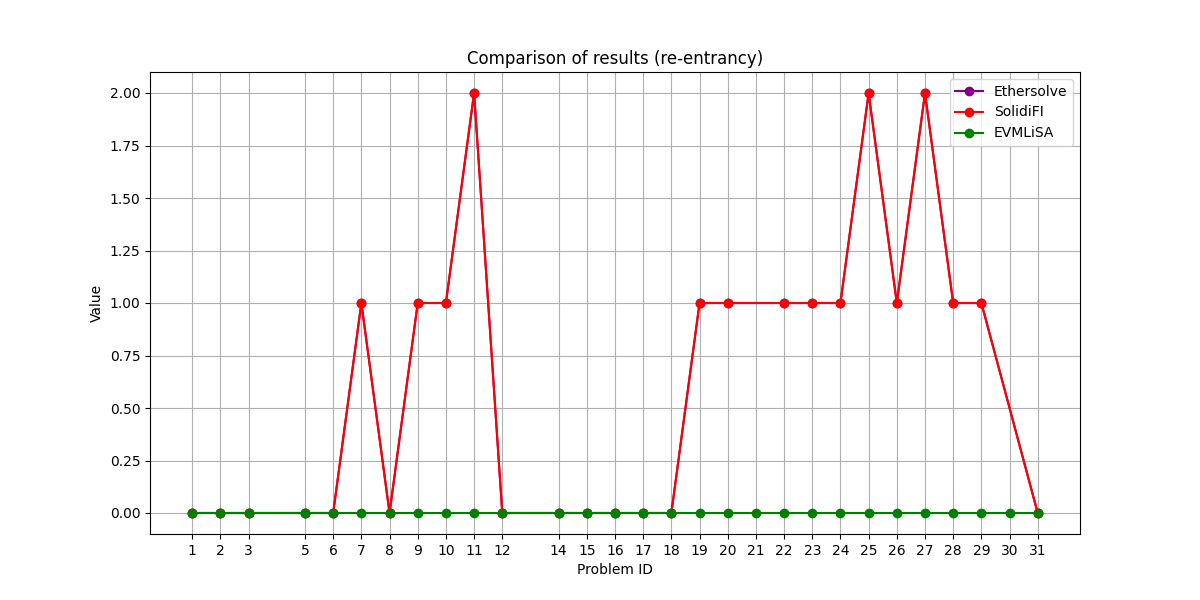 Comparison of results (re-entrancy)
Ethersolve
SolidiFI
EVMLiSA
2.00
1.75
1.50
1.25
1.00
0.75
0.50
0.25
0.00
Value
1 2 3 5 6 7 8 9 10 11 12 14 15 16 17 18 19 20 21 22 23 24 25 26 27 28 29 30 31
Problem ID